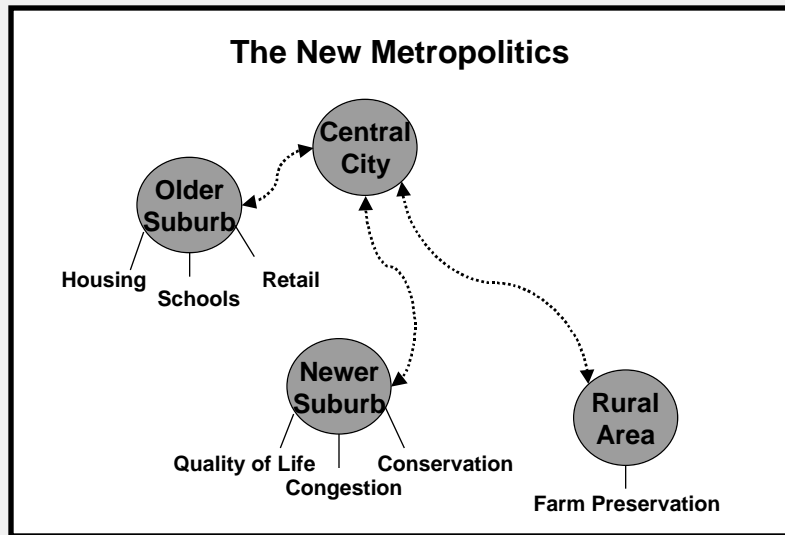 The New Metropolitics
Central
City
Older
Suburb
Housing
Schools
Retail
Newer
Suburb
Quality of Life
Congestion
Conservation
Rural
Area
Farm Preservation